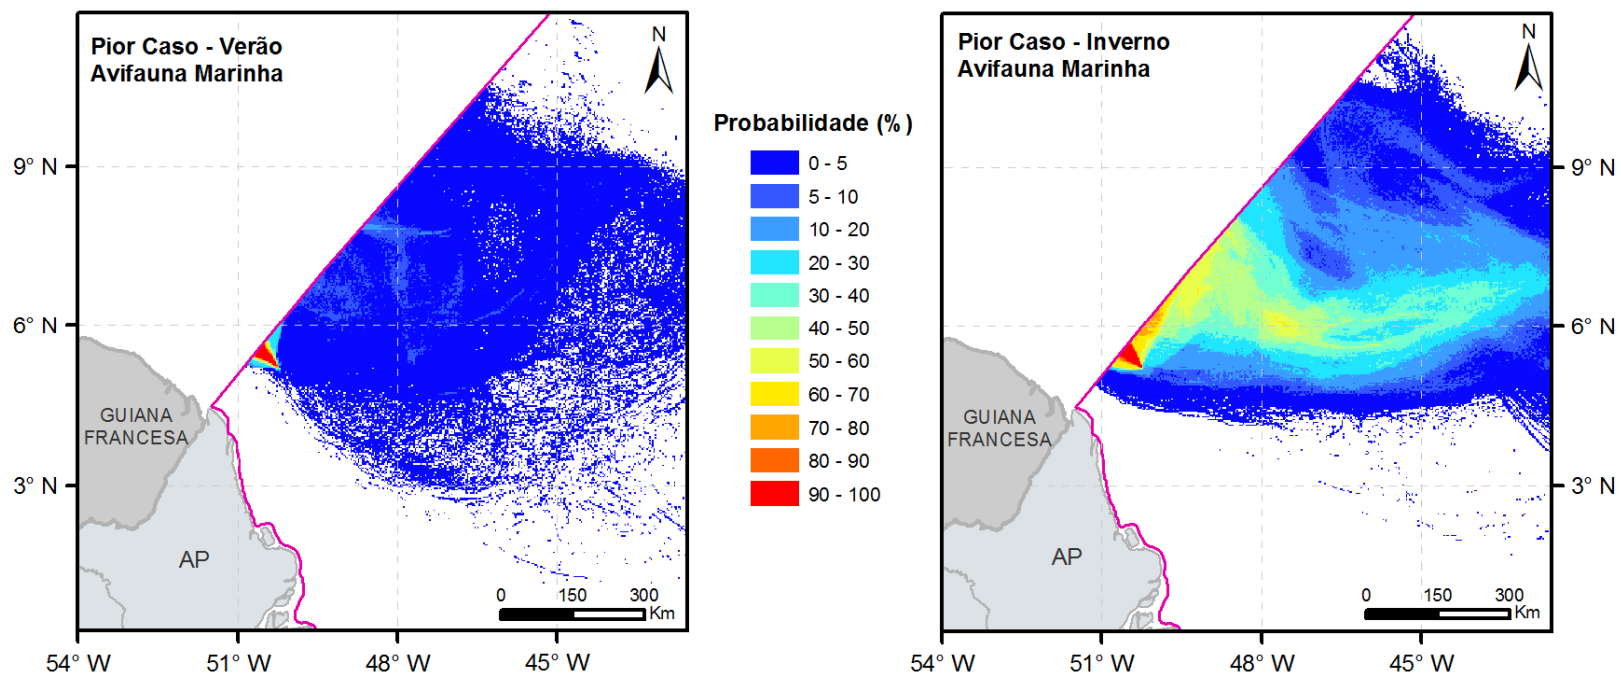 Pior Caso - Verão
Avifauna Marinha
N
9° N
6° N
3° N
GUIANA
FRANCESA
AP
0 150 300
Km
54° W 51° W 48° W 45° W
Probabilidade (%)
0 - 5
5 - 10
10 - 20
20 - 30
30 - 40
40 - 50
50 - 60
60 - 70
70 - 80
80 - 90
90 - 100
Pior Caso - Inverno
Avifauna Marinha
N
9° N
6° N
3° N
GUIANA
FRANCESA
AP
0 150 300
Km
54° W 51° W 48° W 45° W